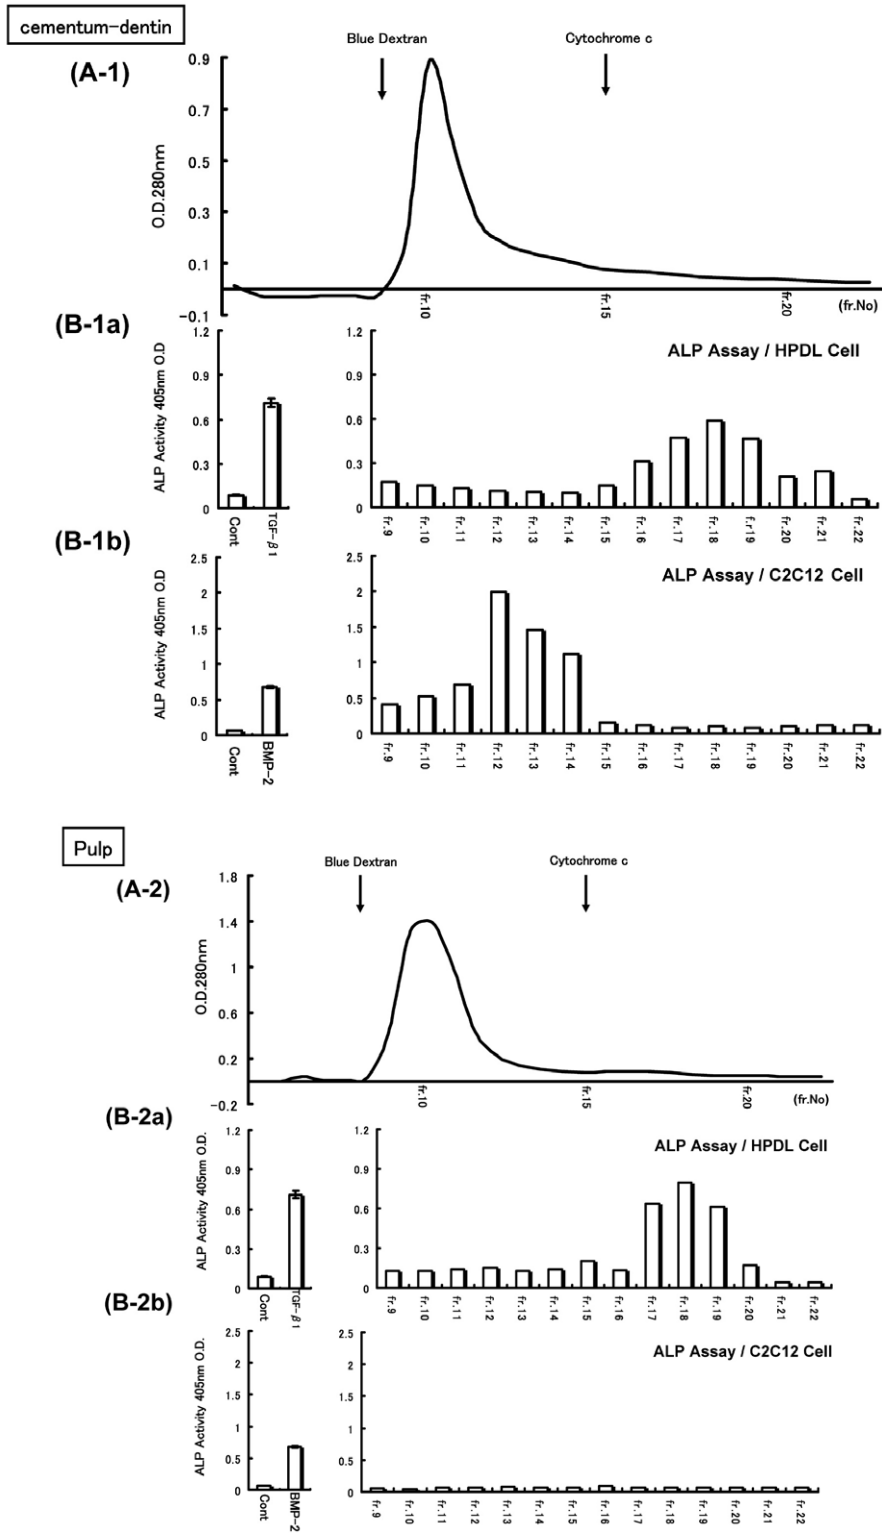 cementum-dentin
(A-1)
Blue Dextran
Cytochrome c
O.D.280nm
0.9
0.7
0.5
0.3
0.1
-0.1
fr.10
fr.15
fr.20
(fr.No)
(B-1a)
ALP Activity 405nm O.D
1.2
0.9
0.6
0.3
0
Cont
TGF-β1
ALP Assay / HPDL Cell
1.2
0.9
0.6
0.3
0
fr.9
fr.10
fr.11
fr.12
fr.13
fr.14
fr.15
fr.16
fr.17
fr.18
fr.r19
fr.20
fr.21
fr.22
(B-1b)
ALP Activity 405nm O.D
2.5
2
1.5
1
0.5
0
Cont
BMP-2
ALP Assay / C2C12 Cell
2.5
2
1.5
1
0.5
0
fr.9
fr.10
fr.11
fr.12
fr.13
fr.14
fr.15
fr.16
fr.17
fr.18
fr.19
fr.20
fr.21
fr.22
Pulp
(A-2)
Blue Dextran
Cytochrome c
O.D.280nm
1.8
1.4
1
0.6
0.2
-0.2
fr.10
fr.15
fr.20
(fr.No)
(B-2a)
ALP Activity 405nm O.D.
1.2
0.9
0.6
0.3
0
Cont
TGF-β1
ALP Assay / HPDL Cell
1.2
0.9
0.6
0.3
0
fr.9
fr.10
fr.11
fr.12
fr.13
fr.14
fr.15
fr.16
fr.17
fr.18
fr.19
fr.20
fr.21
fr.22
(B-2b)
ALP Activity 405nm O.D.
2.5
2
1.5
1
0.5
0
Cont
BMP-2
ALP Assay / C2C12 Cell
2.5
2
1.5
1
0.5
0
fr.9
fr.10
fr.11
fr.12
fr.13
fr.14
fr.15
fr.16
fr.17
fr.18
fr.19
fr.20
fr.21
fr.22